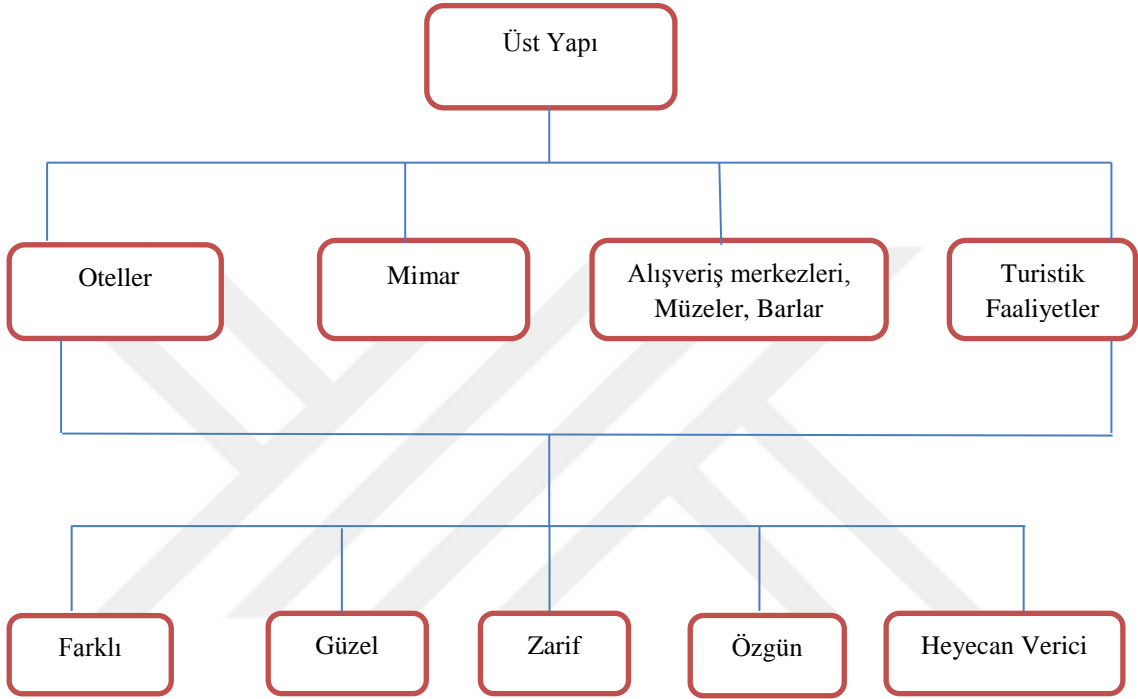 Üst Yapı
Oteller
Mimar
Alışveriş merkezleri,
Müzeler, Barlar
Turistik
Faaliyetler
Farklı
Güzel
Zarif
Özgün
Heyecan Verici